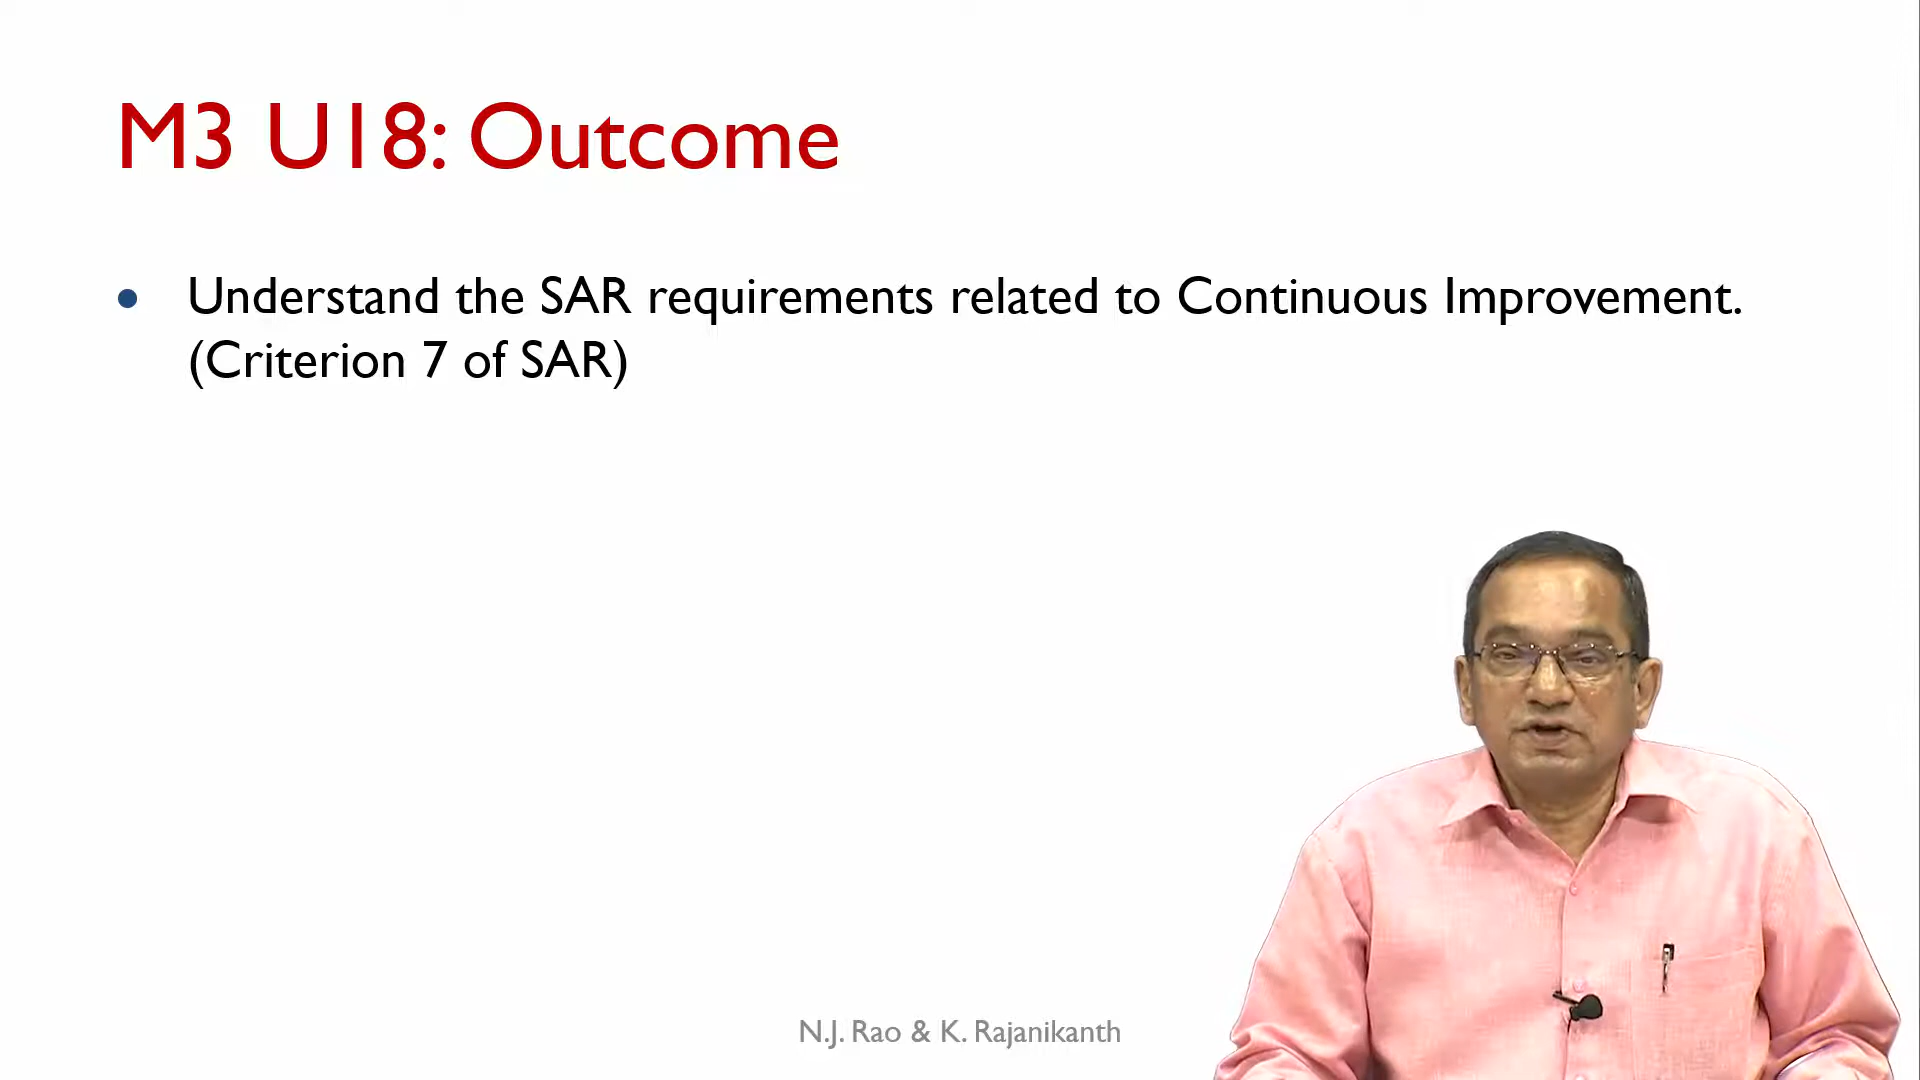 M3 U18: Outcome
• Understand the SAR requirements related to Continuous Improvement.
(Criterion 7 of SAR)
N.J. Rao & K. Rajanikanth